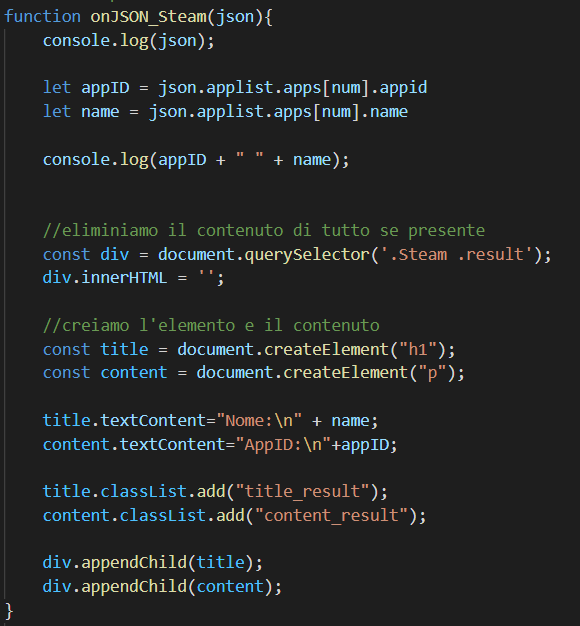 function onJSON_Steam(json){
    console.log(json);

    let appID = json.applist.apps[num].appid
    let name = json.applist.apps[num].name

    console.log(appID + " " + name);


    //eliminiamo il contenuto di tutto se presente
    const div = document.querySelector('.Steam .result');
    div.innerHTML = '';

    //creiamo l'elemento e il contenuto
    const title = document.createElement("h1");
    const content = document.createElement("p");

    title.textContent="Nome:\n" + name;
    content.textContent="AppID:\n"+appID;

    title.classList.add("title_result");
    content.classList.add("content_result");

    div.appendChild(title);
    div.appendChild(content);
}